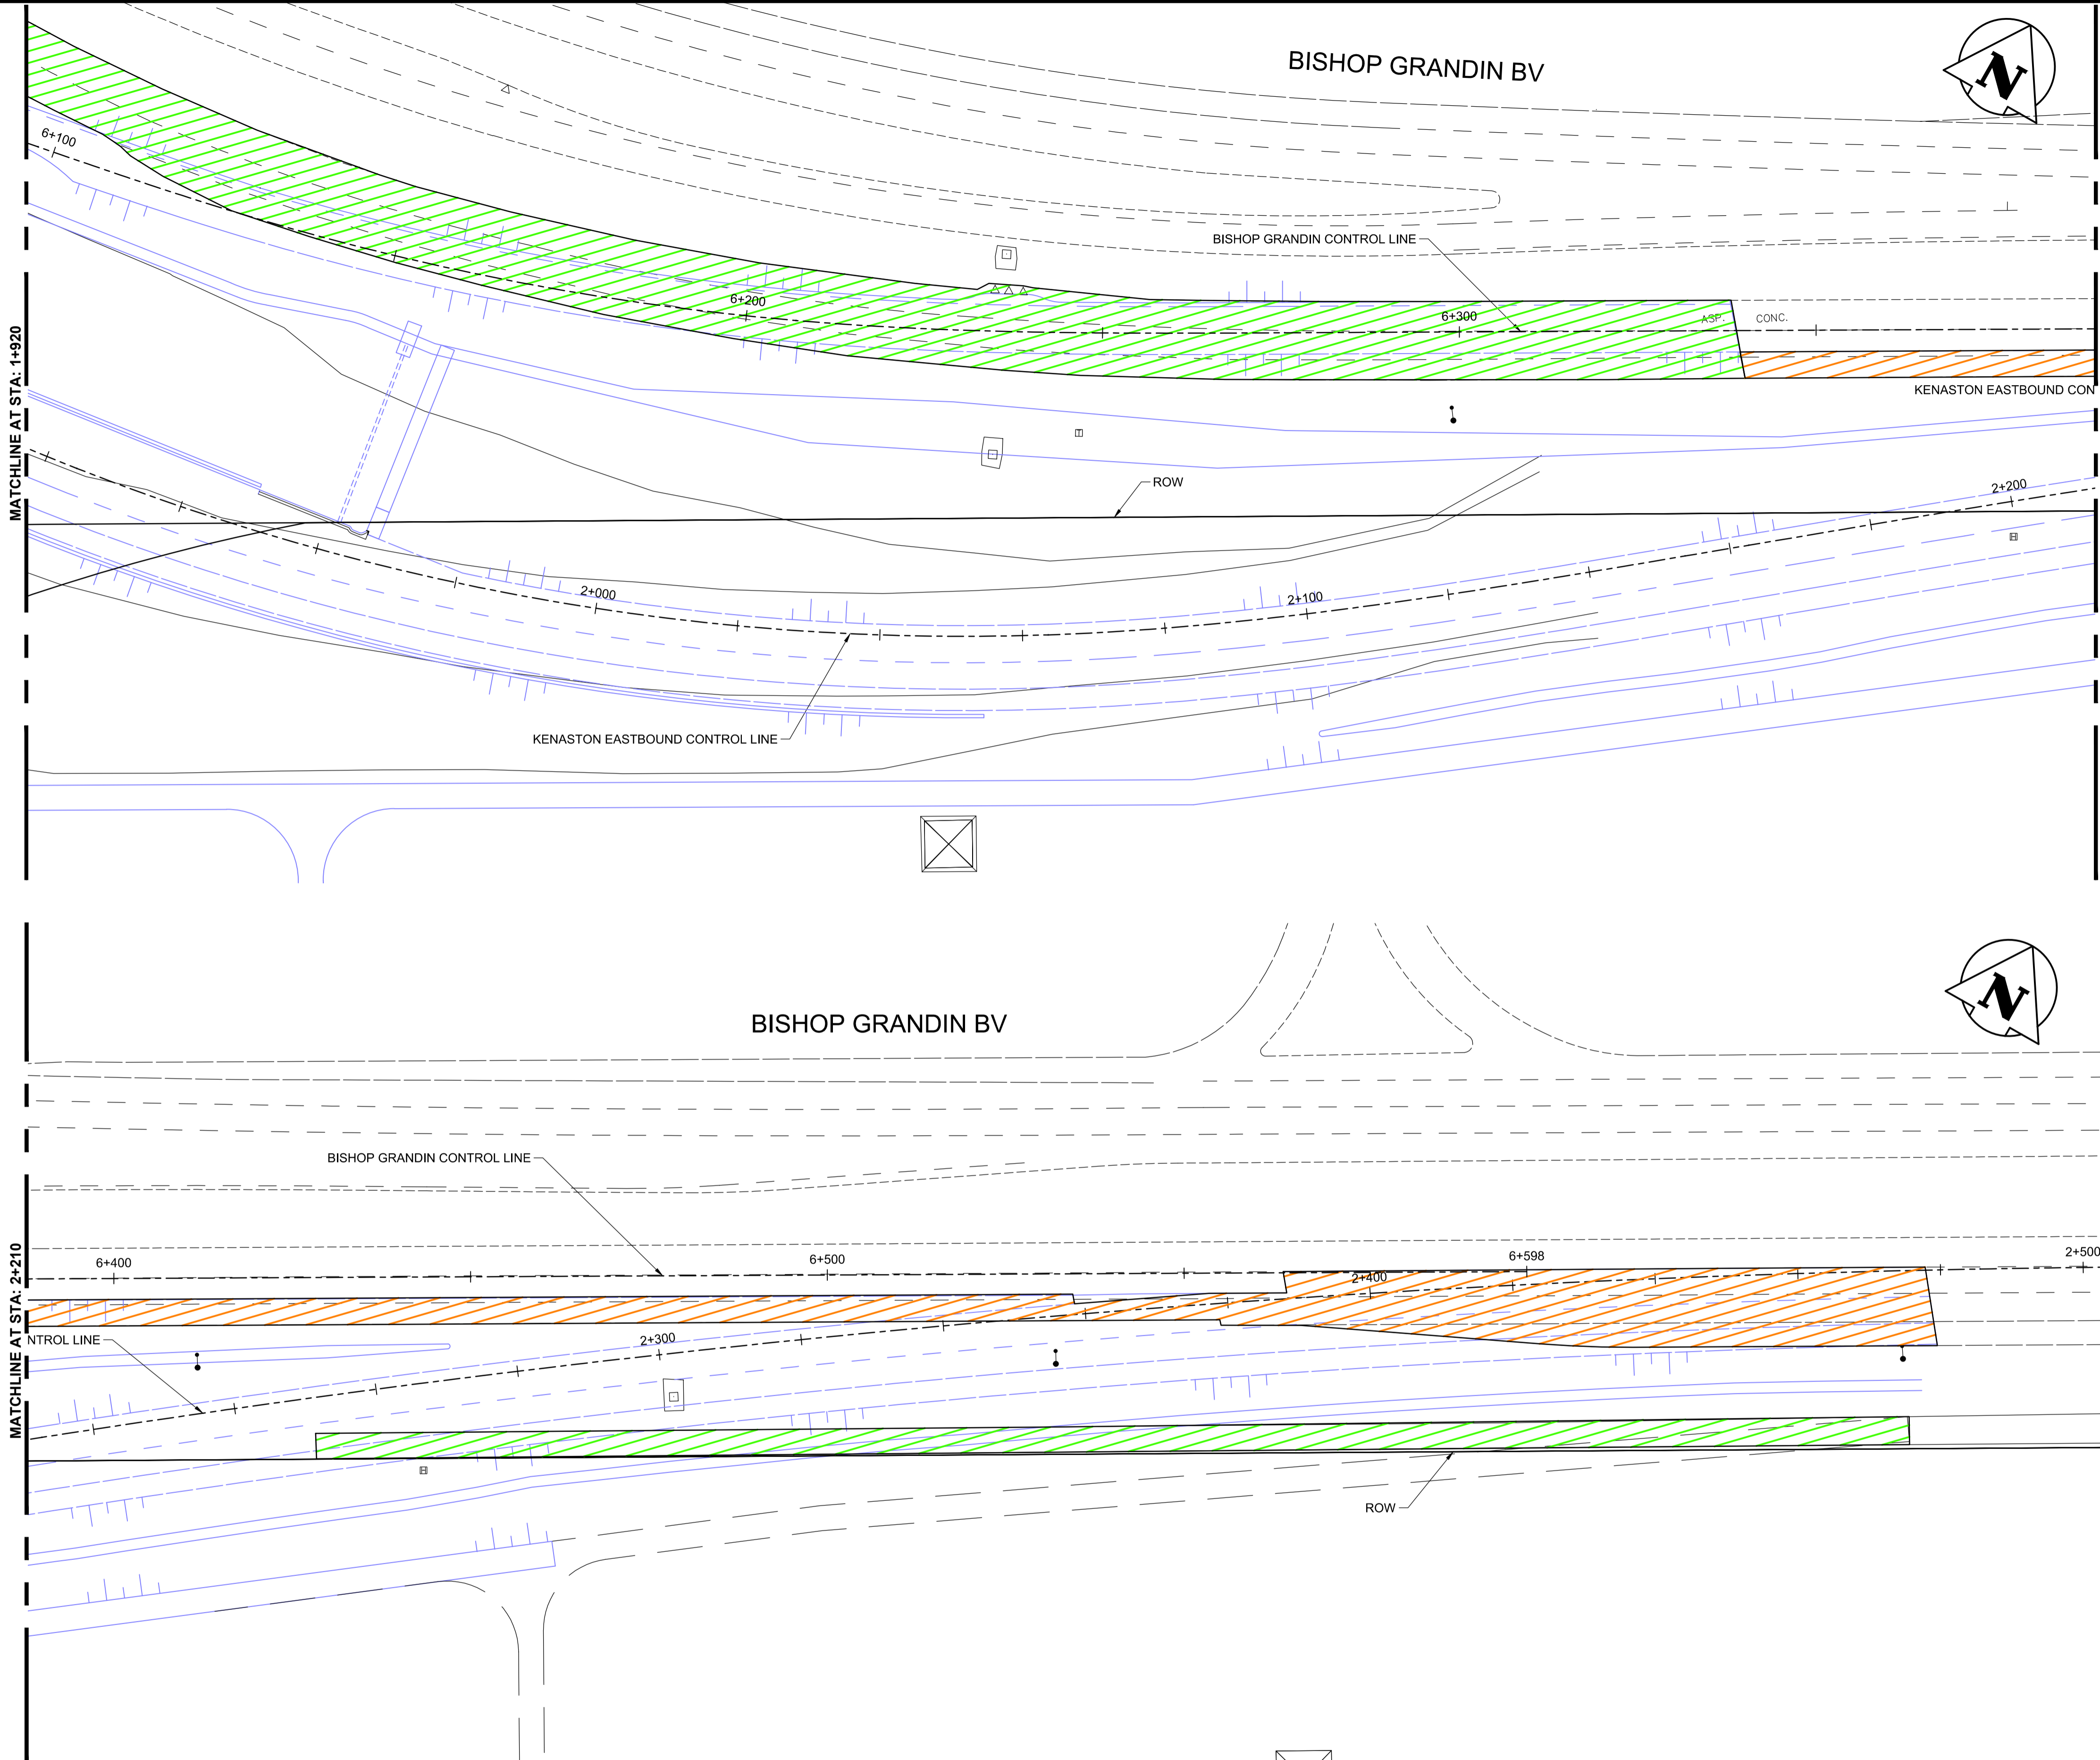 BISHOP GRANDIN BV
N
6+100
BISHOP GRANDIN CONTROL LINE
6+200
6+300
ASP.
CONC.
KENASTON EASTBOUND CON
MATCHLINE AT STA: 1+920
ROW
2+200
2+000
2+100
KENASTON EASTBOUND CONTROL LINE
N
BISHOP GRANDIN BV
BISHOP GRANDIN CONTROL LINE
6+400
6+500
6+598
2+500
2+400
NTROL LINE
2+300
MATCHLINE AT STA: 2+210
ROW